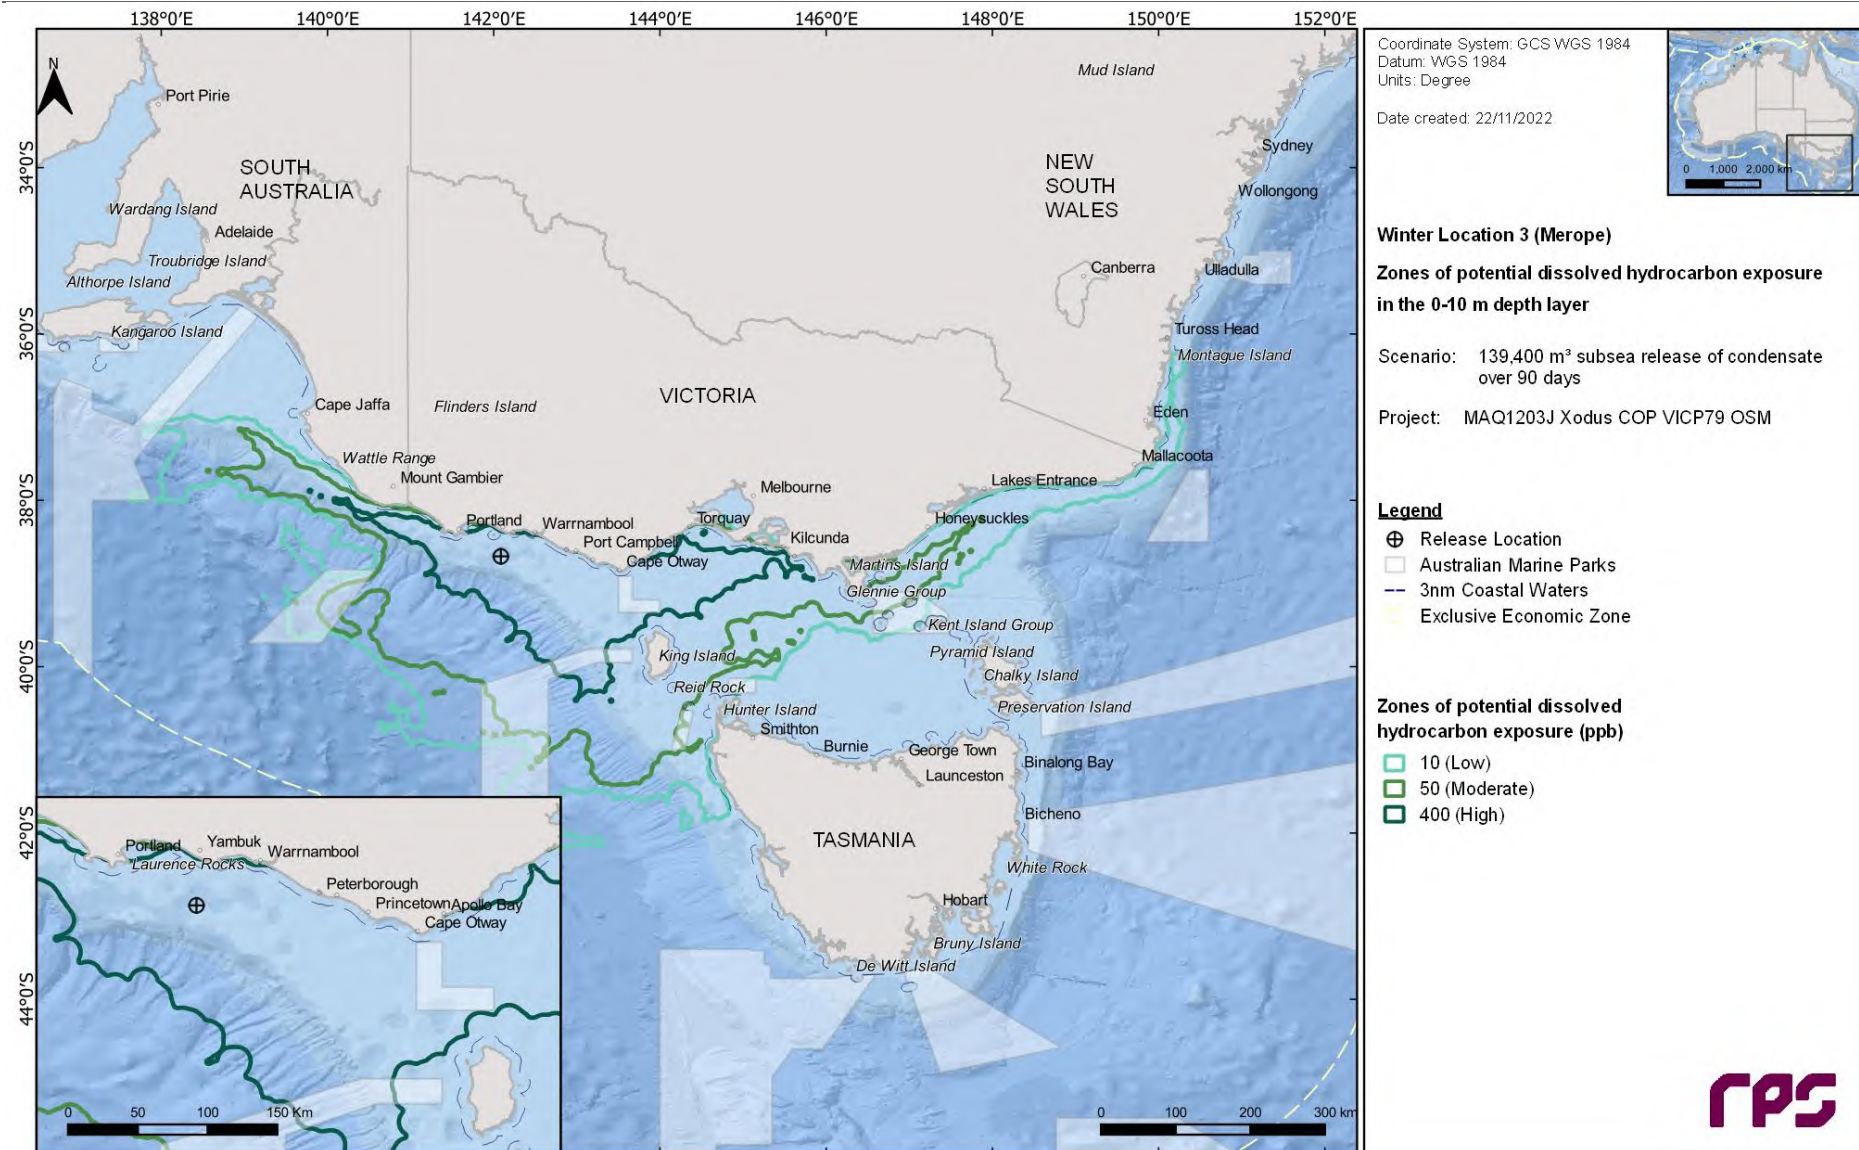 138°0'E 140°0'E 142°0'E 144°0'E 146°0'E 148°0'E 150°0'E 152°0'E
34°0'S
36°0'S
38°0'S
40°0'S
42°0'S
44°0'S
N
Mud Island
Port Pirie
Sydney
SOUTH
AUSTRALIA
NEW
SOUTH
WALES
Wollongong
Wardang Island
Adelaide
Troubridge Island
Althorpe Island
Canberra
Ulladulla
Kangaroo Island
Tuross Head
Montague Island
Cape Jaffa
Flinders Island
VICTORIA
Eden
Wattle Range
Mount Gambier
Mallacoota
Melbourne
Lakes Entrance
Portland
Warrnambool
Torquay
Honeysuckles
Port Campbell
Kilcunda
Cape Otway
Martins Island
Glennie Group
Kent Island Group
King Island
Pyramid Island
Chalky Island
Reid Rock
Hunter Island
Preservation Island
Smithton
Burnie
George Town
Launceston
Binalong Bay
Bicheno
TASMANIA
White Rock
Hobart
Bruny Island
De Witt Island
0 100 200 300 km
Portland
Yambuk
Laurence Rocks
Warrnambool
Peterborough
Princetown
Apollo Bay
Cape Otway
0 50 100 150 Km
Coordinate System: GCS WGS 1984
Datum: WGS 1984
Units: Degree
Date created: 22/11/2022
0 1,000 2,000 km
Winter Location 3 (Merope)
Zones of potential dissolved hydrocarbon exposure
in the 0-10 m depth layer
Scenario: 139,400 m³ subsea release of condensate
over 90 days
Project: MAQ1203J Xodus COP VICP79 OSM
Legend
Release Location
Australian Marine Parks
3nm Coastal Waters
Exclusive Economic Zone
Zones of potential dissolved
hydrocarbon exposure (ppb)
10 (Low)
50 (Moderate)
400 (High)
rps